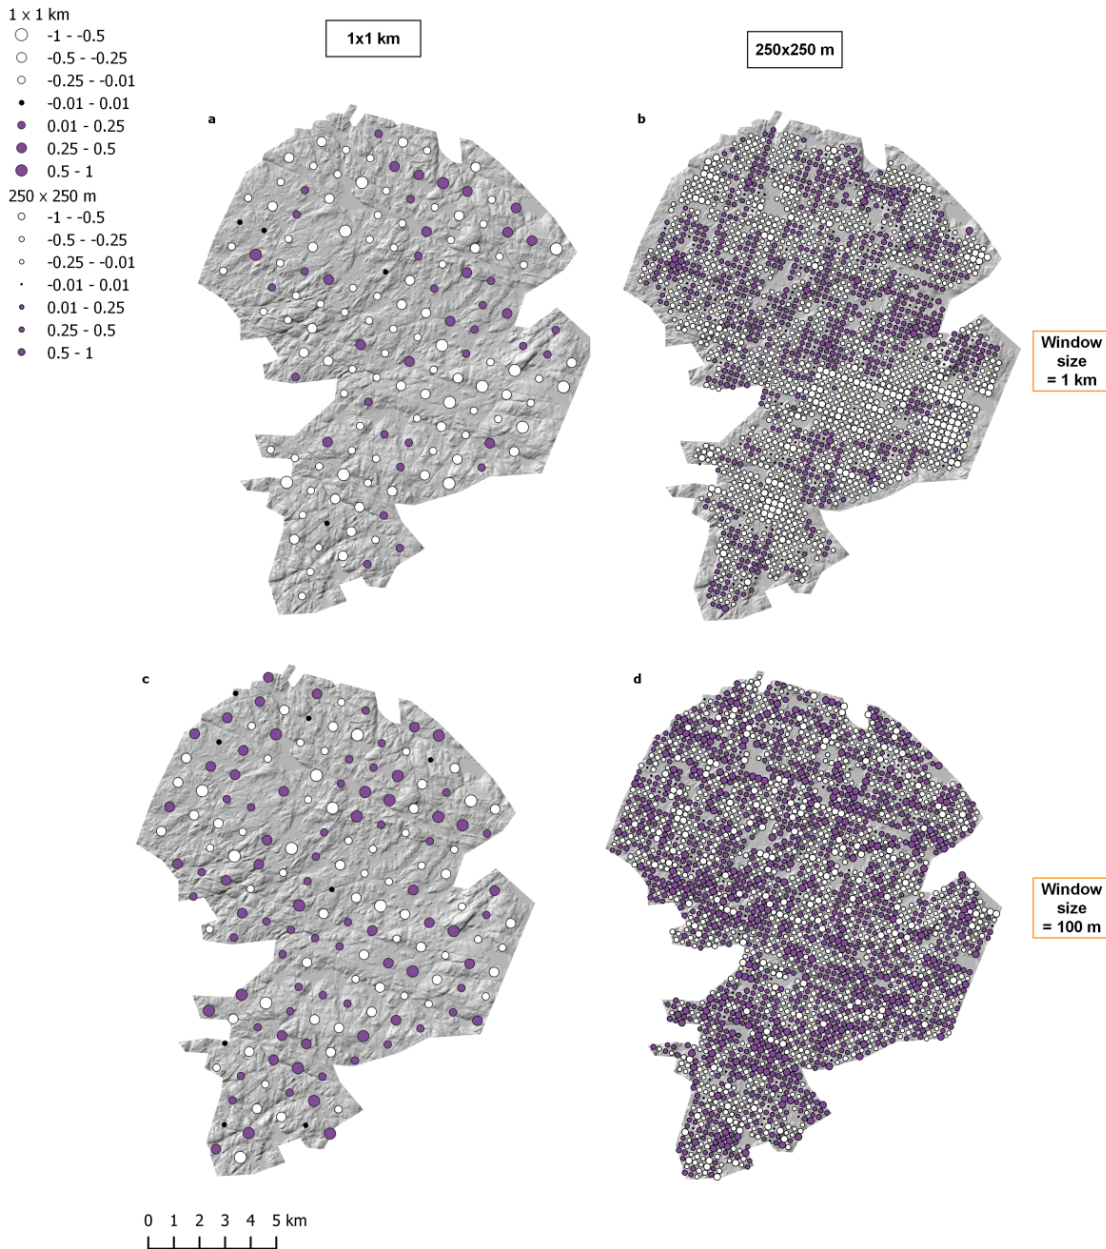 1 x 1 km
-1 - -0.5
-0.5 - -0.25
-0.25 - -0.01
-0.01 - 0.01
0.01 - 0.25
0.25 - 0.5
0.5 - 1
250 x 250 m
-1 - -0.5
-0.5 - -0.25
-0.25 - -0.01
-0.01 - 0.01
0.01 - 0.25
0.25 - 0.5
0.5 - 1
1x1 km
250x250 m
a
b
Window
size
= 1 km
c
d
Window
size
= 100 m
0 1 2 3 4 5 km